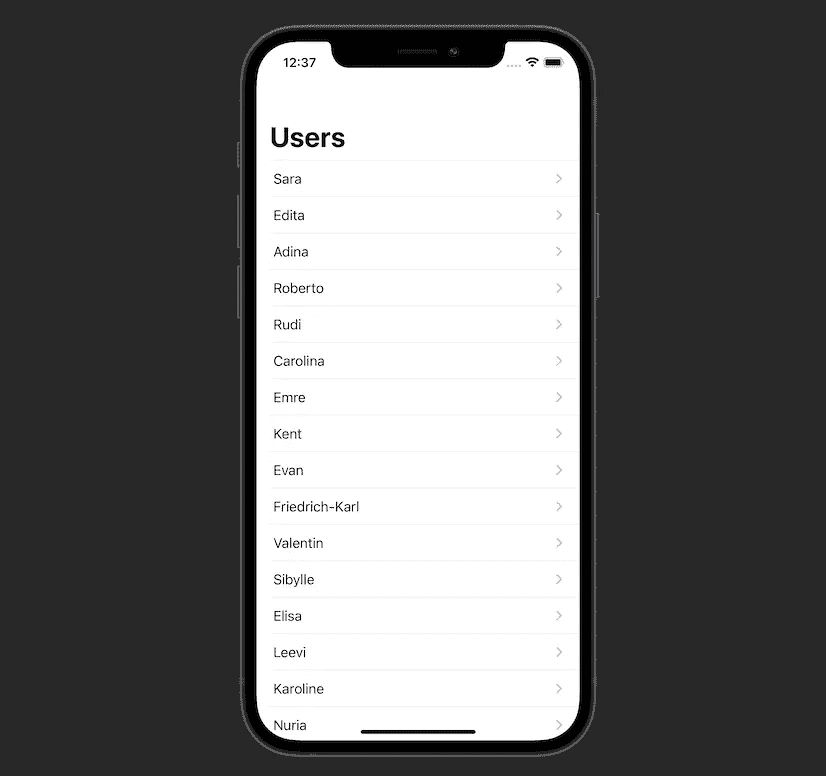 12:37
Users
Sara
Edita
Adina
Roberto
Rudi
Carolina
Emre
Kent
Evan
Friedrich-Karl
Valentin
Sibylle
Elisa
Leevi
Karoline
Nuria